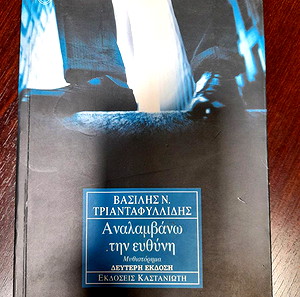 ΒΑΣΙΛΗΣ Ν.
ΤΡΙΑΝΤΑΦΥΛΛΙΔΗΣ
Αναλαμβάνω
την ευθύνη
Μυθιστόρημα
ΔΕΥΤΕΡΗ ΕΚΔΟΣΗ
ΕΚΔΟΣΕΙΣ ΚΑΣΤΑΝΙΩΤΗ